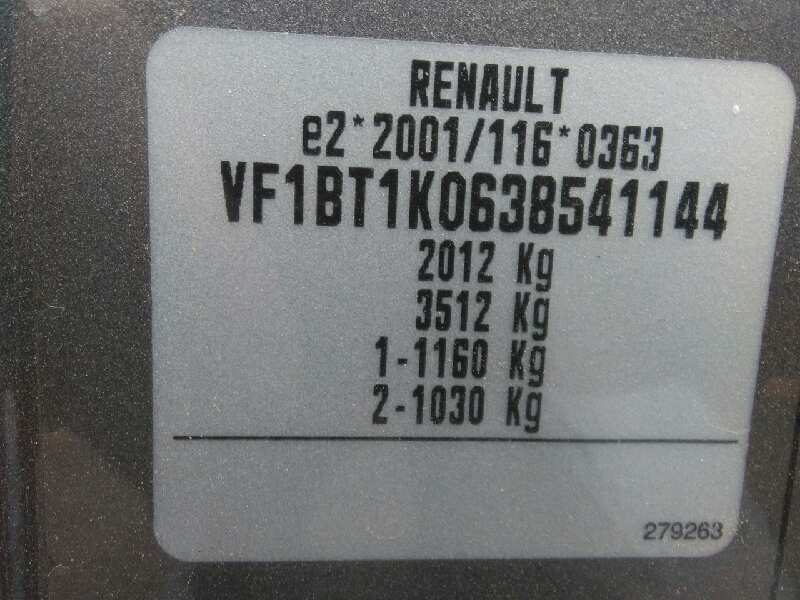 RENAULT
e2*2001/116*0363
VF1BT1K0638541144
2012 Kg
3512 Kg
1-1160 Kg
2-1030 Kg
279263